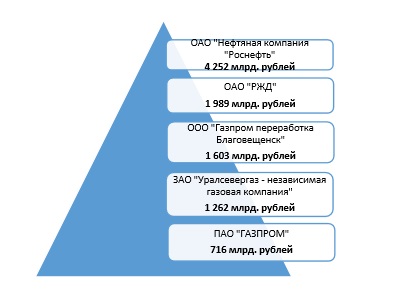 ОАО "Нефтяная компания
"Роснефть"
4 252 млрд. рублей
ОАО "РЖД"
1 989 млрд. рублей
ООО "Газпром переработка
Благовещенск"
1 603 млрд. рублей
ЗАО "Уралсевергаз - независимая
газовая компания"
1 262 млрд. рублей
ПАО "ГАЗПРОМ"
716 млрд. рублей